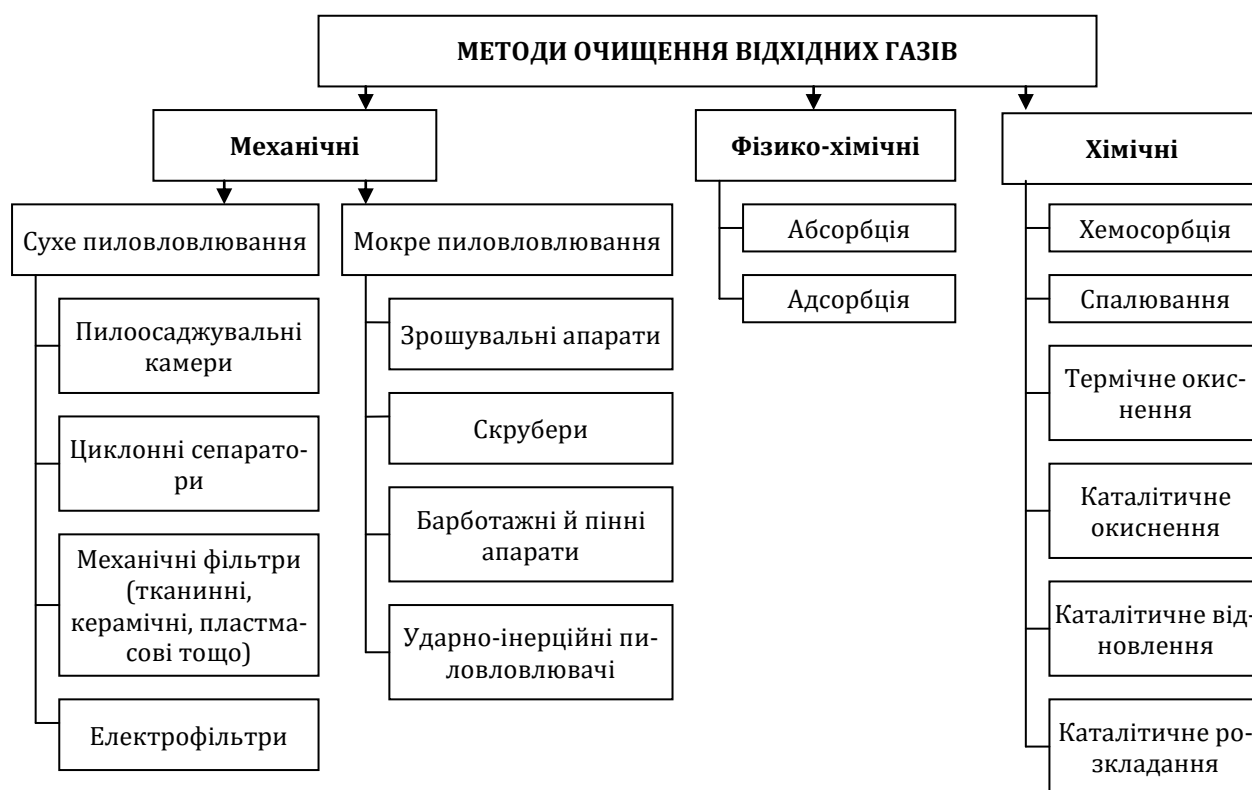 МЕТОДИ ОЧИЩЕННЯ ВІДХІДНИХ ГАЗІВ
Механічні
Фізико-хімічні
Хімічні
Сухе пиловловлювання
Мокре пиловловлювання
Абсорбція
Адсорбція
Хемосорбція
Спалювання
Термічне окис-
нення
Каталітичне
окиснення
Каталітичне від-
новлення
Каталітичне ро-
зкладання
Пилоосаджувальні
камери
Циклонні сепарато-
ри
Механічні фільтри
(тканинні,
керамічні, пластма-
сові тощо)
Електрофільтри
Зрошувальні апарати
Скрубери
Барботажні й пінні
апарати
Ударно-інерційні пи-
ловловлювачі